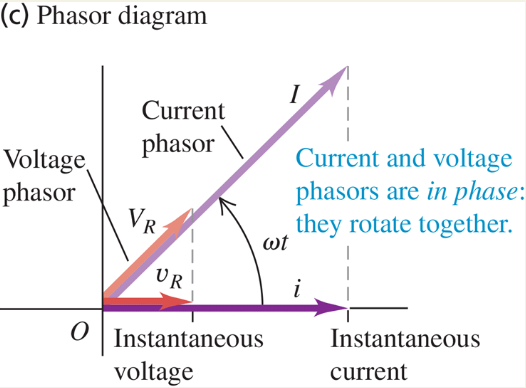 (c) Phasor diagram
I
Current
phasor
Voltage
phasor
Current and voltage
phasors are in phase:
they rotate together.
V_R
ωt
v_R
i
O
Instantaneous
voltage
Instantaneous
current